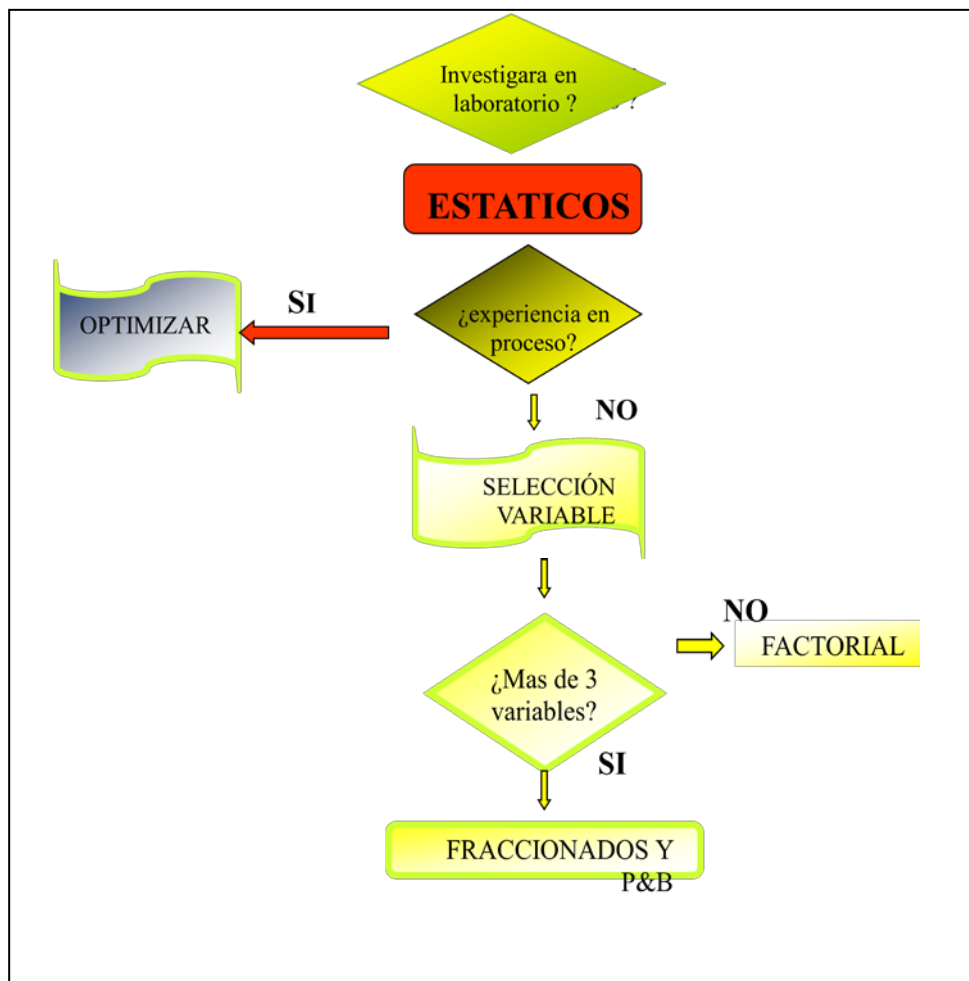 Investigara en
laboratorio ?
?
ESTATICOS
SI
¿experiencia en
proceso?
OPTIMIZAR
NO
SELECCIÓN
VARIABLE
NO
FACTORIAL
¿Mas de 3
variables?
SI
FRACCIONADOS Y
P&B